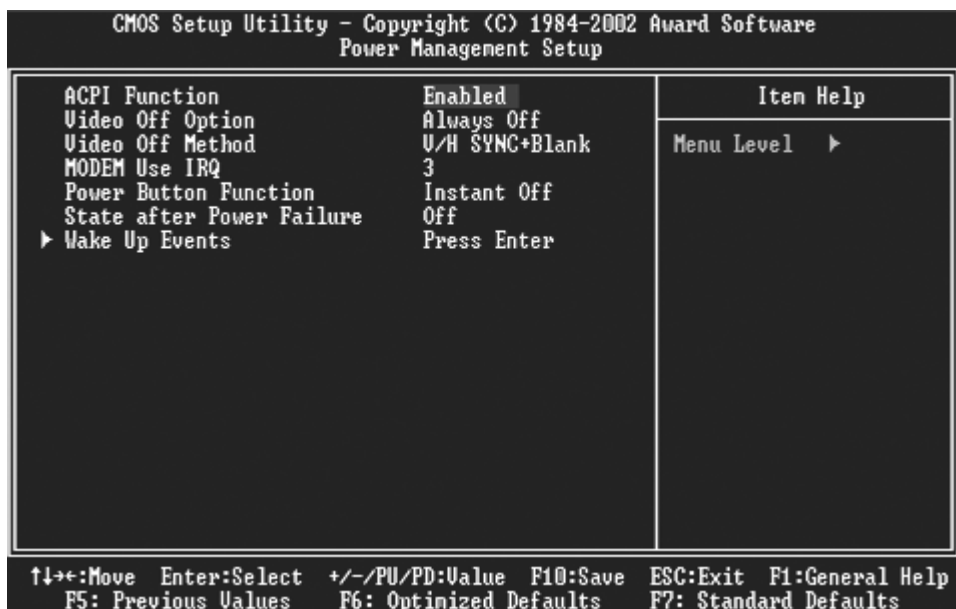 CMOS Setup Utility - Copyright (C) 1984-2002 Award Software
Power Management Setup
ACPI Function Enabled
Video Off Option Always Off
Video Off Method V/H SYNC+Blank
MODEM Use IRQ 3
Power Button Function Instant Off
State after Power Failure Off
▶ Wake Up Events Press Enter
Item Help
Menu Level ▶
↑↓→←:Move Enter:Select +/-/PU/PD:Value F10:Save ESC:Exit F1:General Help
F5: Previous Values F6: Optimized Defaults F7: Standard Defaults